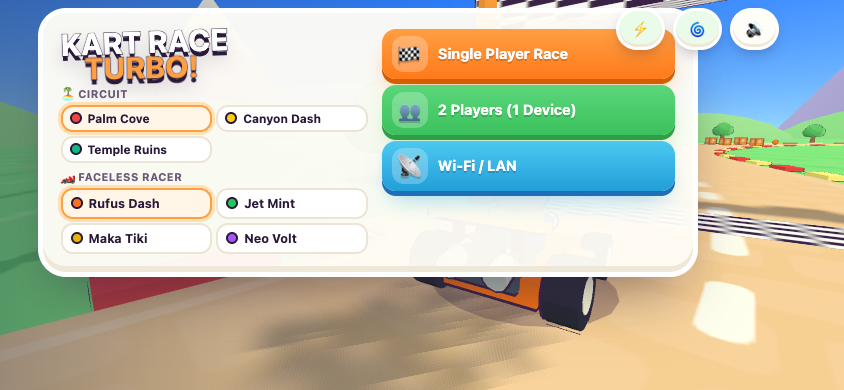 KART RACE
TURBO!
CIRCUIT
Palm Cove
Canyon Dash
Temple Ruins
FACELESS RACER
Rufus Dash
Jet Mint
Maka Tiki
Neo Volt
Single Player Race
2 Players (1 Device)
Wi-Fi / LAN